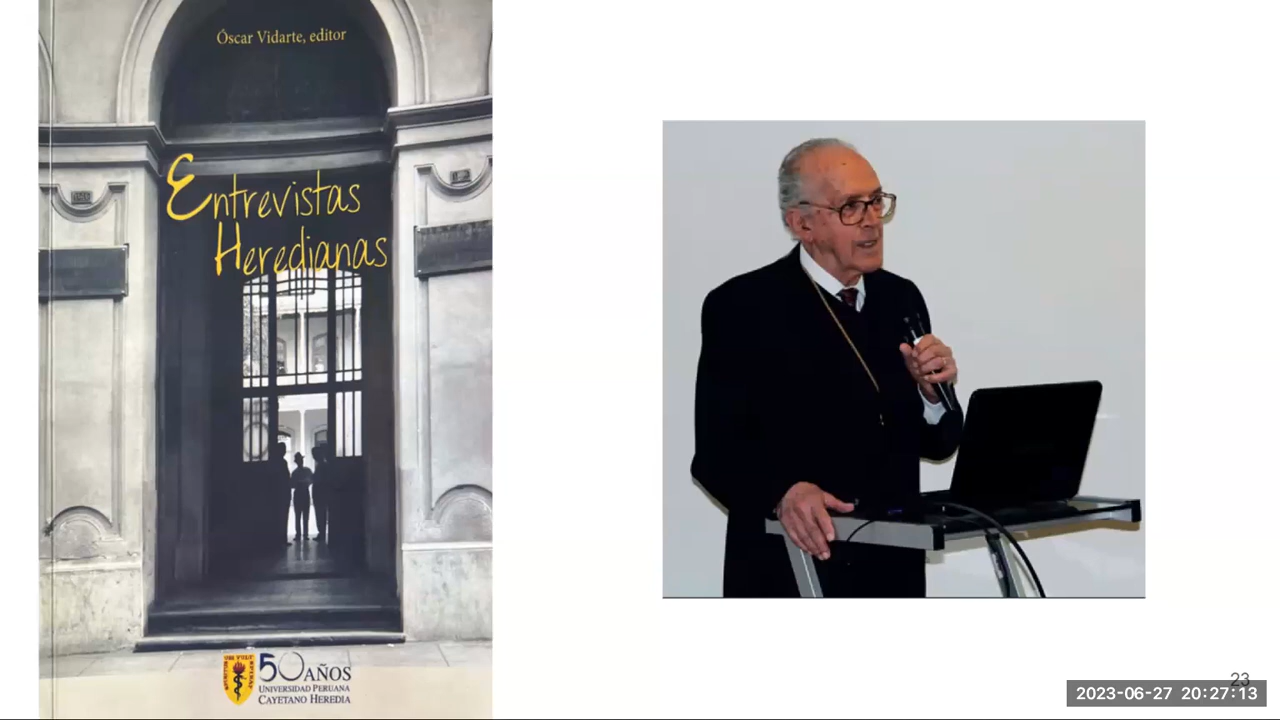 Óscar Vidarte, editor
Entrevistas
Heredianas
50 AÑOS
UNIVERSIDAD PERUANA
CAYETANO HEREDIA
23
2023-06-27 20:27:13